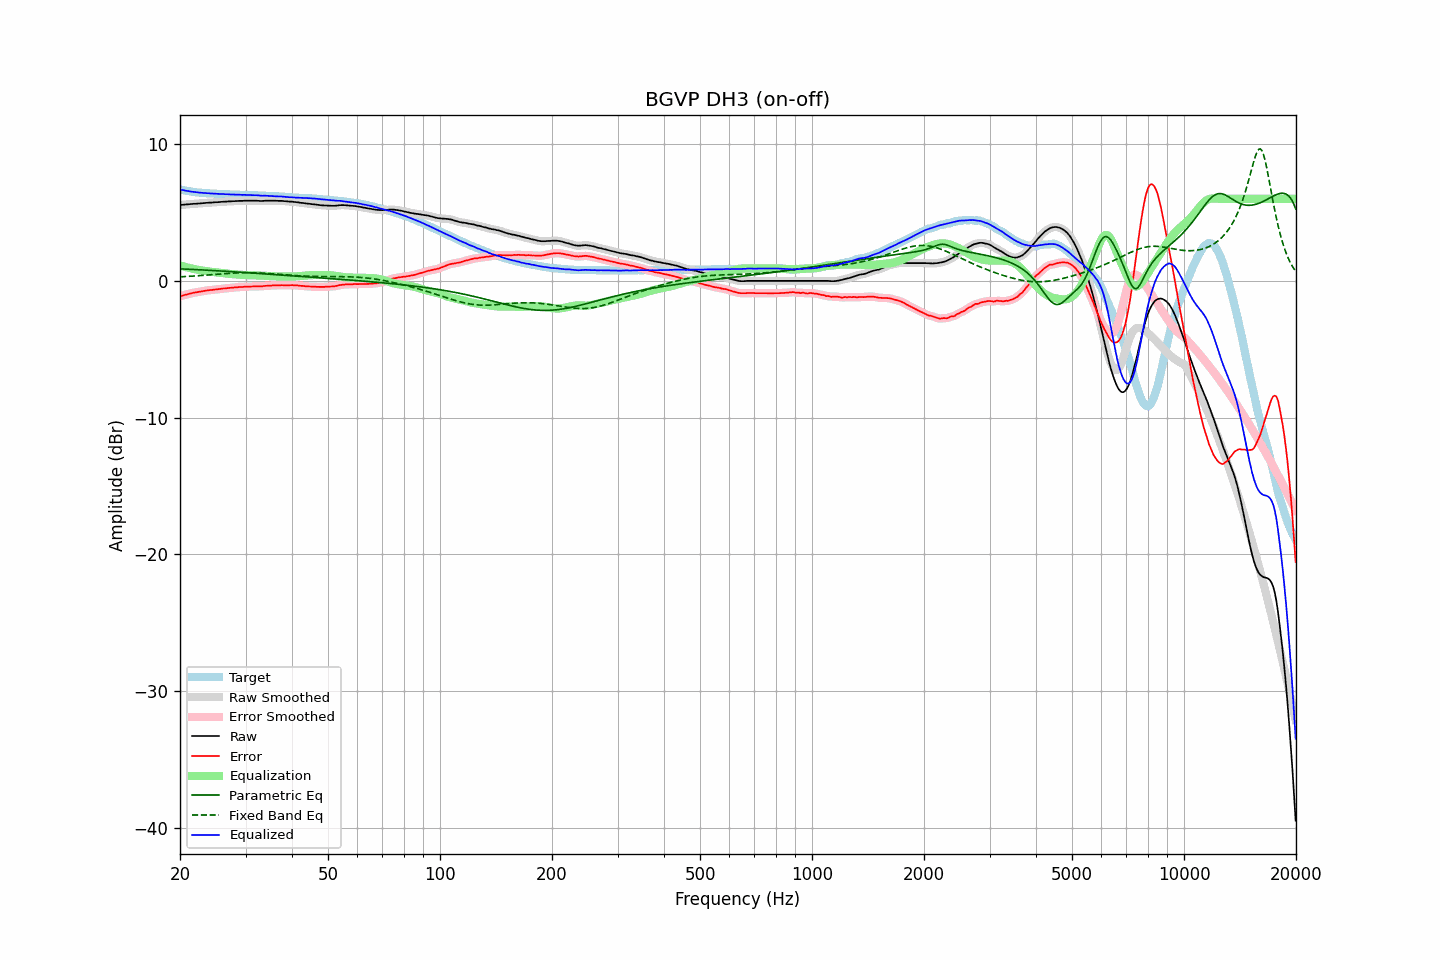 BGVP DH3 (on-off)
Amplitude (dBr)
10
0
−10
−20
−30
−40
Target
Raw Smoothed
Error Smoothed
Raw
Error
Equalization
Parametric Eq
Fixed Band Eq
Equalized
20 50 100 200 500 1000 2000 5000 10000 20000
Frequency (Hz)